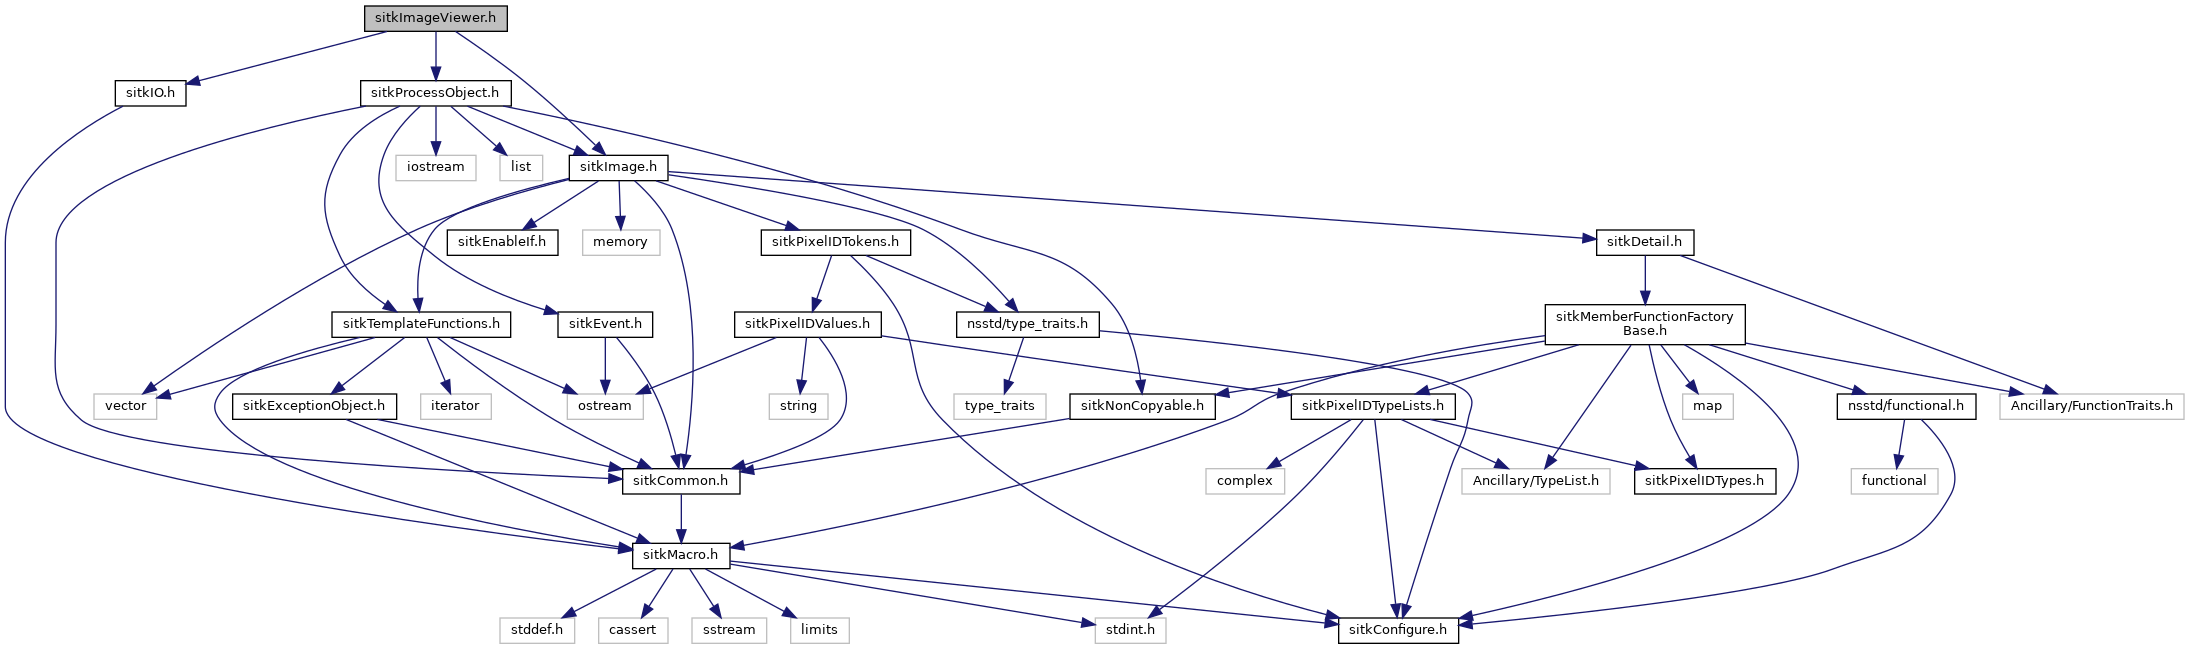 sitkImageViewer.h
sitkIO.h
sitkProcessObject.h
iostream
list
sitkImage.h
sitkEnableIf.h
memory
sitkPixelIDTokens.h
sitkDetail.h
sitkTemplateFunctions.h
sitkEvent.h
sitkPixelIDValues.h
nsstd/type_traits.h
sitkMemberFunctionFactory
Base.h
vector
sitkExceptionObject.h
iterator
ostream
string
type_traits
sitkNonCopyable.h
sitkPixelIDTypeLists.h
map
nsstd/functional.h
Ancillary/FunctionTraits.h
sitkCommon.h
complex
Ancillary/TypeList.h
sitkPixelIDTypes.h
functional
sitkMacro.h
stddef.h
cassert
sstream
limits
stdint.h
sitkConfigure.h